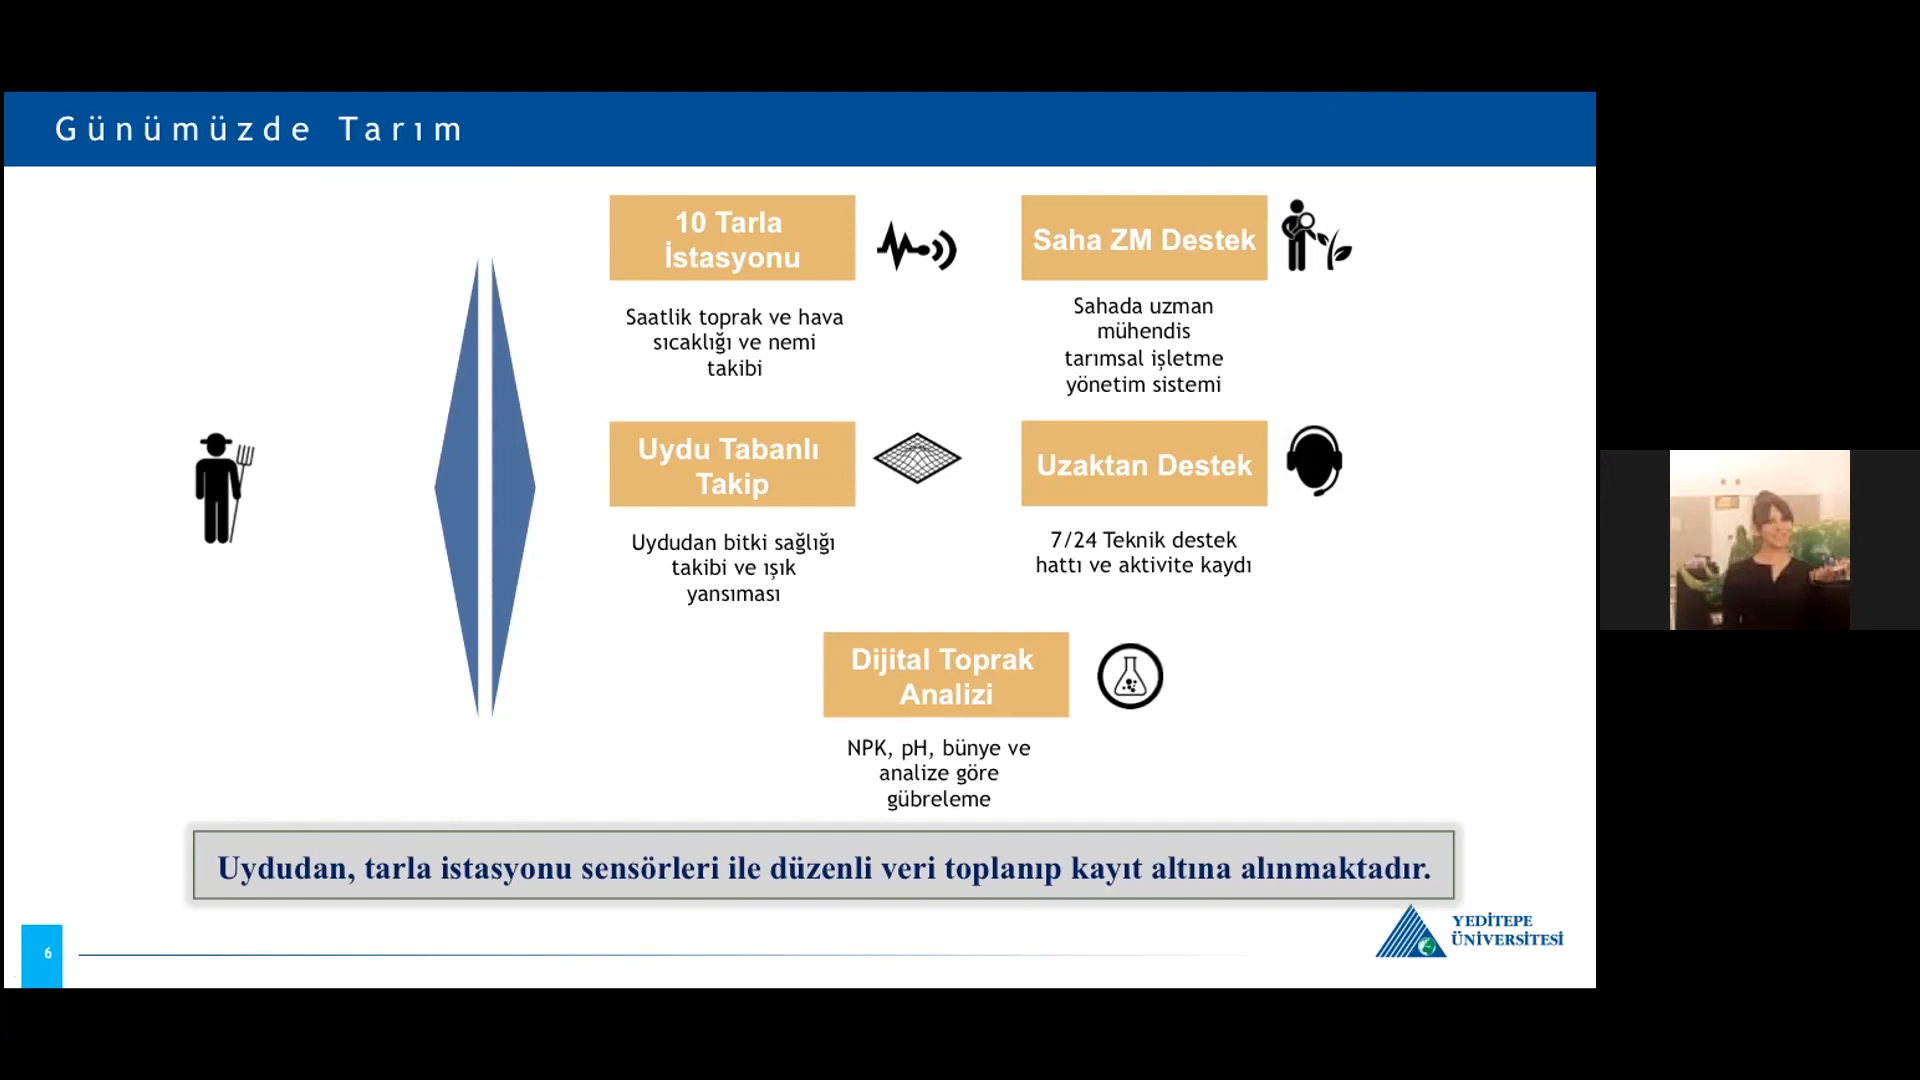 Günümüzde Tarım
10 Tarla
İstasyonu
Saatlik toprak ve hava
sıcaklığı ve nemi
takibi
Saha ZM Destek
Sahada uzman
mühendis
tarımsal işletme
yönetim sistemi
Uydu Tabanlı
Takip
Uydudan bitki sağlığı
takibi ve ışık
yansıması
Uzaktan Destek
7/24 Teknik destek
hattı ve aktivite kaydı
Dijital Toprak
Analizi
NPK, pH, bünye ve
analize göre
gübreleme
Uydudan, tarla istasyonu sensörleri ile düzenli veri toplanıp kayıt altına alınmaktadır.
6
YEDİTEPE
ÜNİVERSİTESİ